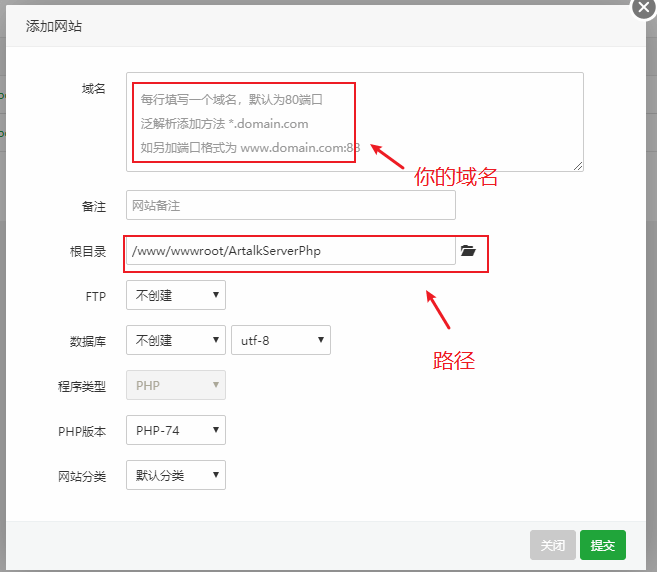 添加网站
域名
每行填写一个域名，默认为80端口
泛解析添加方法 *.domain.com
如另加端口格式为 www.domain.com:88
你的域名
备注
网站备注
根目录
/www/wwwroot/ArtalkServerPhp
FTP
不创建
路径
数据库
不创建
utf-8
程序类型
PHP
PHP版本
PHP-74
网站分类
默认分类
关闭
提交